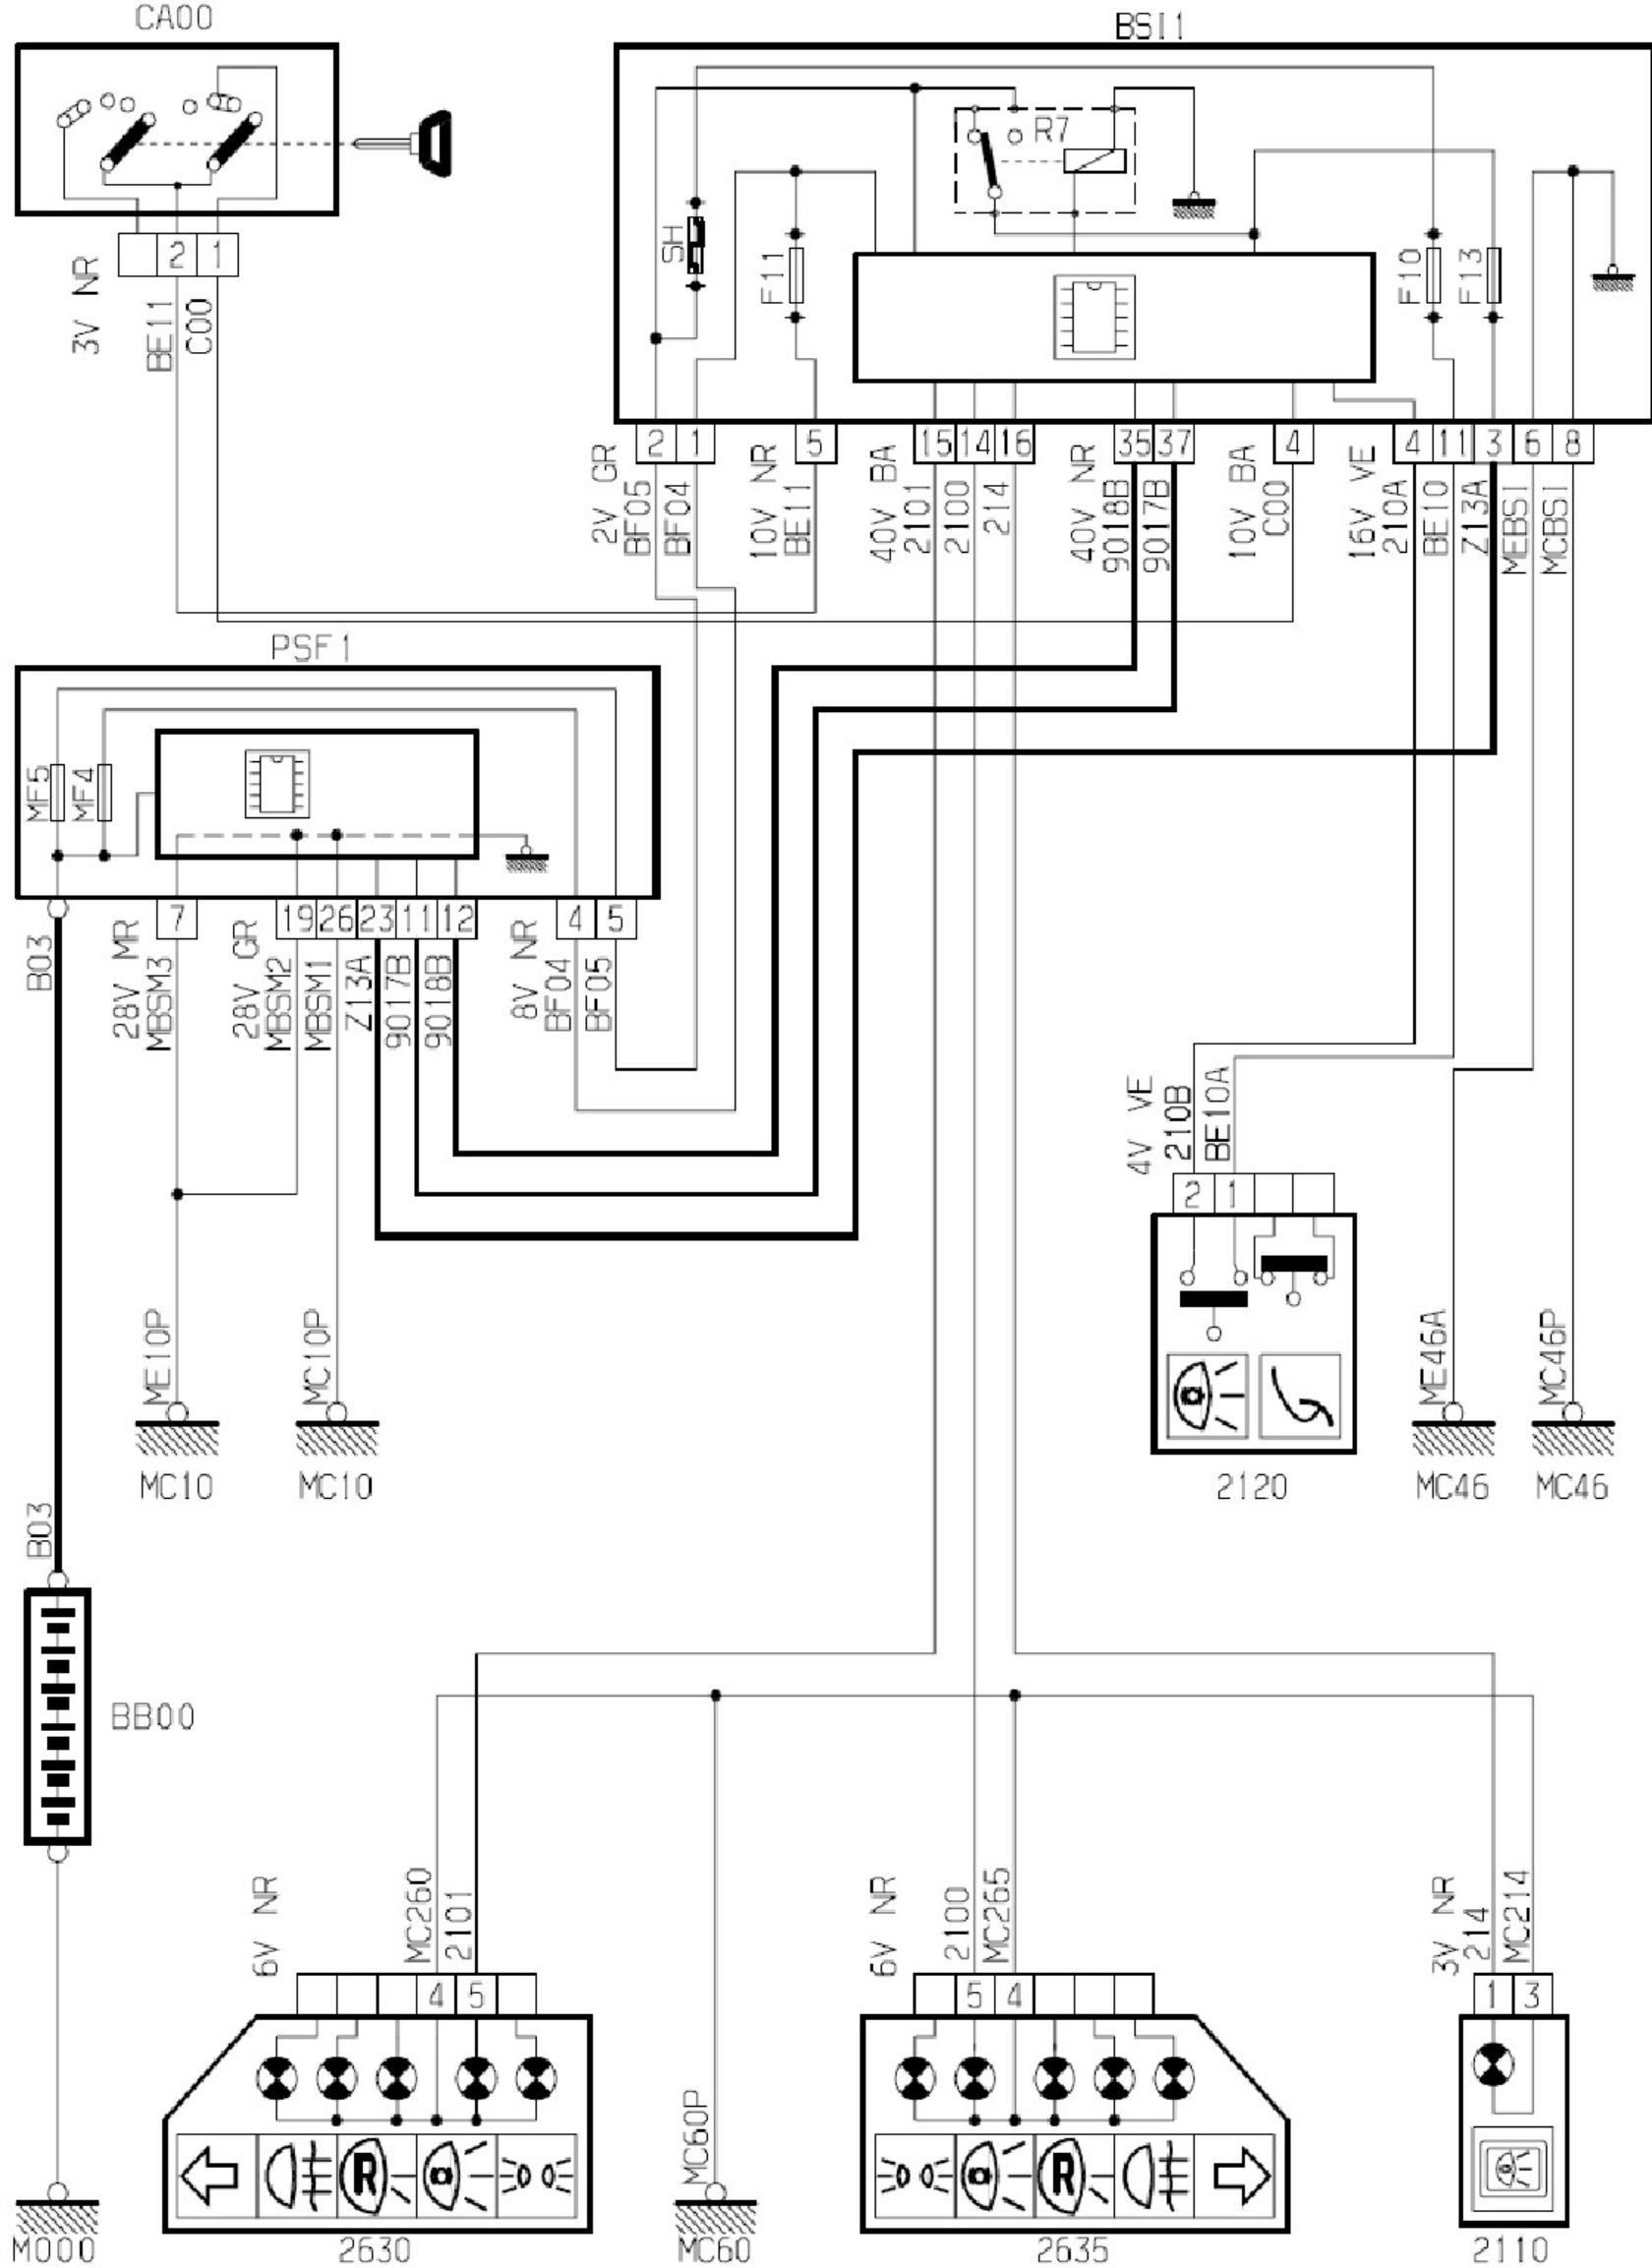 CA00
BSI1
R7
SH
F11
F10
F13
2 1
3V NR
BE11
C00
2 1 5 15 14 16 35 37 4 4 11 3 6 8
2V GR
BF05
BF04
10V NR
BE11
40V BA
2101
2100
214
40V NR
9018B
9017B
10V BA
C00
16V VE
210A
BE10
Z13A
MEBSI
MCBSI
PSF1
MF5
MF4
7 19 26 23 11 12 4 5
B03
28V MR
MBSM3
28V GR
MBSM2
MBSM1
Z13A
9017B
9018B
8V NR
BF04
BF05
4V VE
210B
BE10A
2 1
ME10P
MC10P
ME46A
MC46P
MC10
MC10
2120
MC46
MC46
B03
BB00
6V NR
MC260
2101
6V NR
2100
MC265
3V NR
214
MC214
4 5
5 4
1 3
MC60P
R
R
M000
2630
MC60
2635
2110